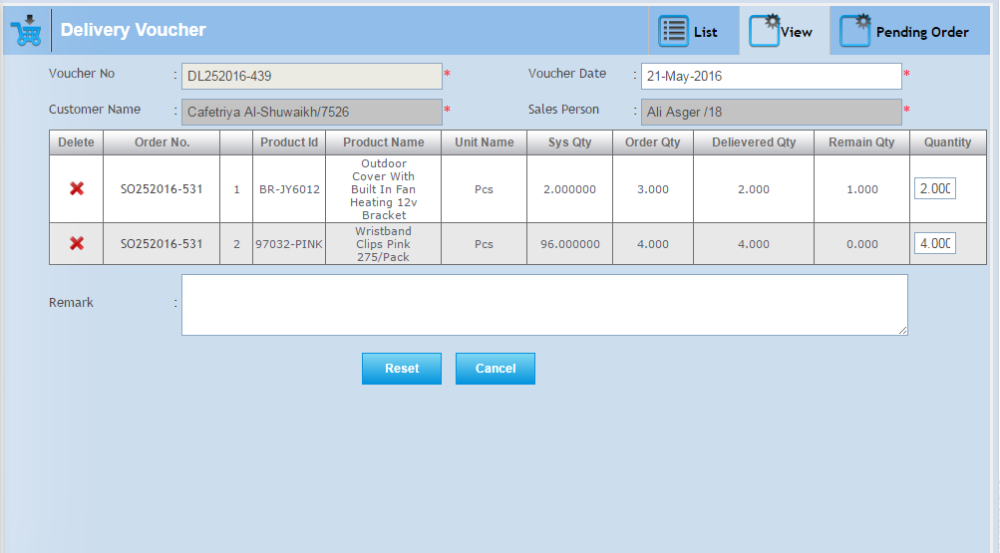 Delivery Voucher
List
View
Pending Order
Voucher No : DL252016-439 *
Voucher Date : 21-May-2016 *
Customer Name : Cafetriya Al-Shuwaikh/7526 *
Sales Person : Ali Asger /18 *
Delete Order No. Product Id Product Name Unit Name Sys Qty Order Qty Delievered Qty Remain Qty Quantity
SO252016-531 1 BR-JY6012
Outdoor
Cover With
Built In Fan
Heating 12v
Bracket
Pcs 2.000000 3.000 2.000 1.000 2.000
SO252016-531 2 97032-PINK
Wristband
Clips Pink
275/Pack
Pcs 96.000000 4.000 4.000 0.000 4.000
Remark :
Reset
Cancel